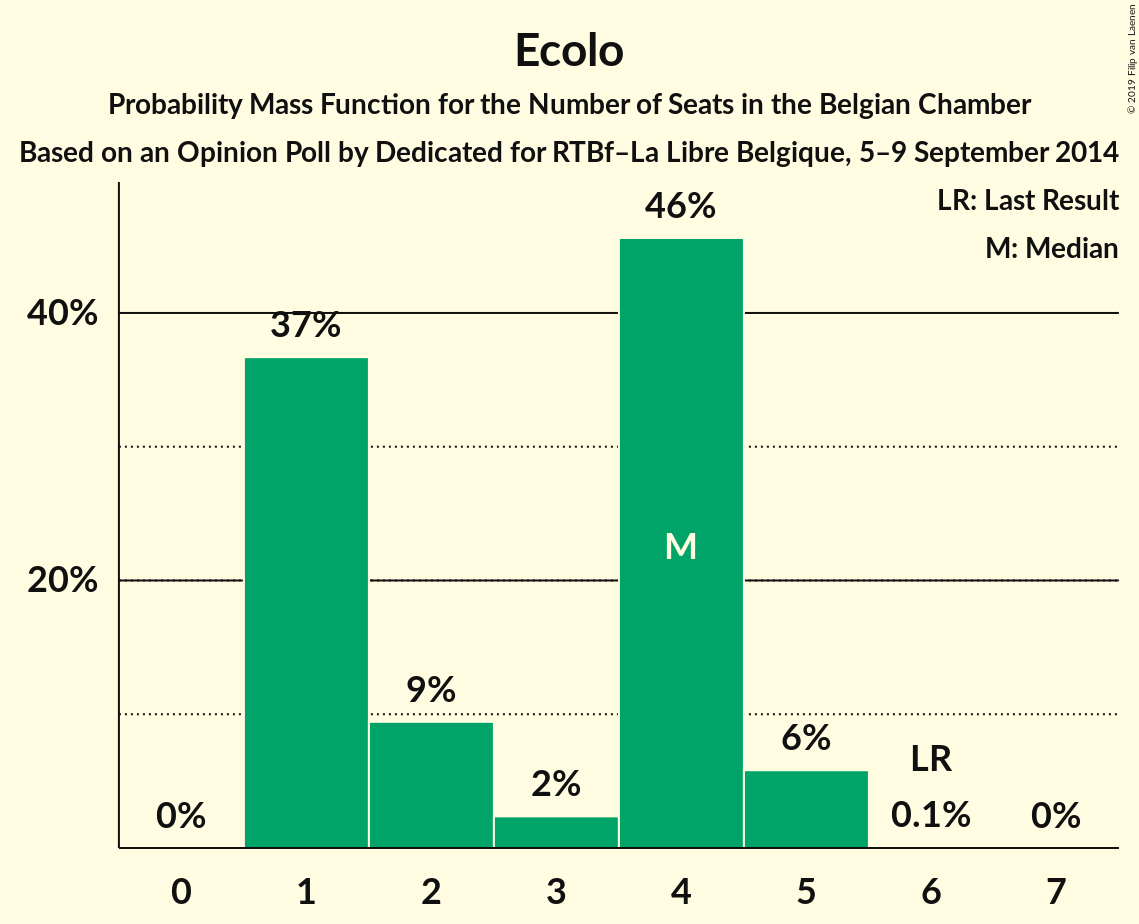 Ecolo
Probability Mass Function for the Number of Seats in the Belgian Chamber
Based on an Opinion Poll by Dedicated for RTBf–La Libre Belgique, 5–9 September 2014
© 2019 Filip van Laenen
LR: Last Result
M: Median
46%
40%
37%
M
20%
9%
6%
LR
2%
0%
0.1%
0%
0 1 2 3 4 5 6 7